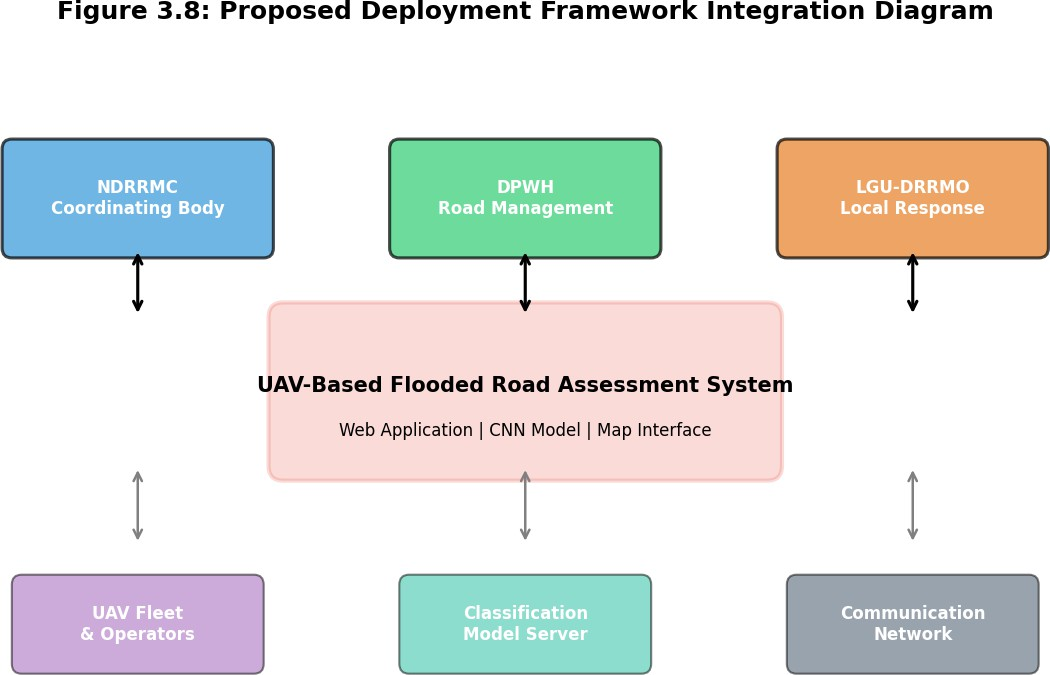 Figure 3.8: Proposed Deployment Framework Integration Diagram
NDRRMC
Coordinating Body
DPWH
Road Management
LGU-DRRMO
Local Response
UAV-Based Flooded Road Assessment System
Web Application | CNN Model | Map Interface
UAV Fleet
& Operators
Classification
Model Server
Communication
Network